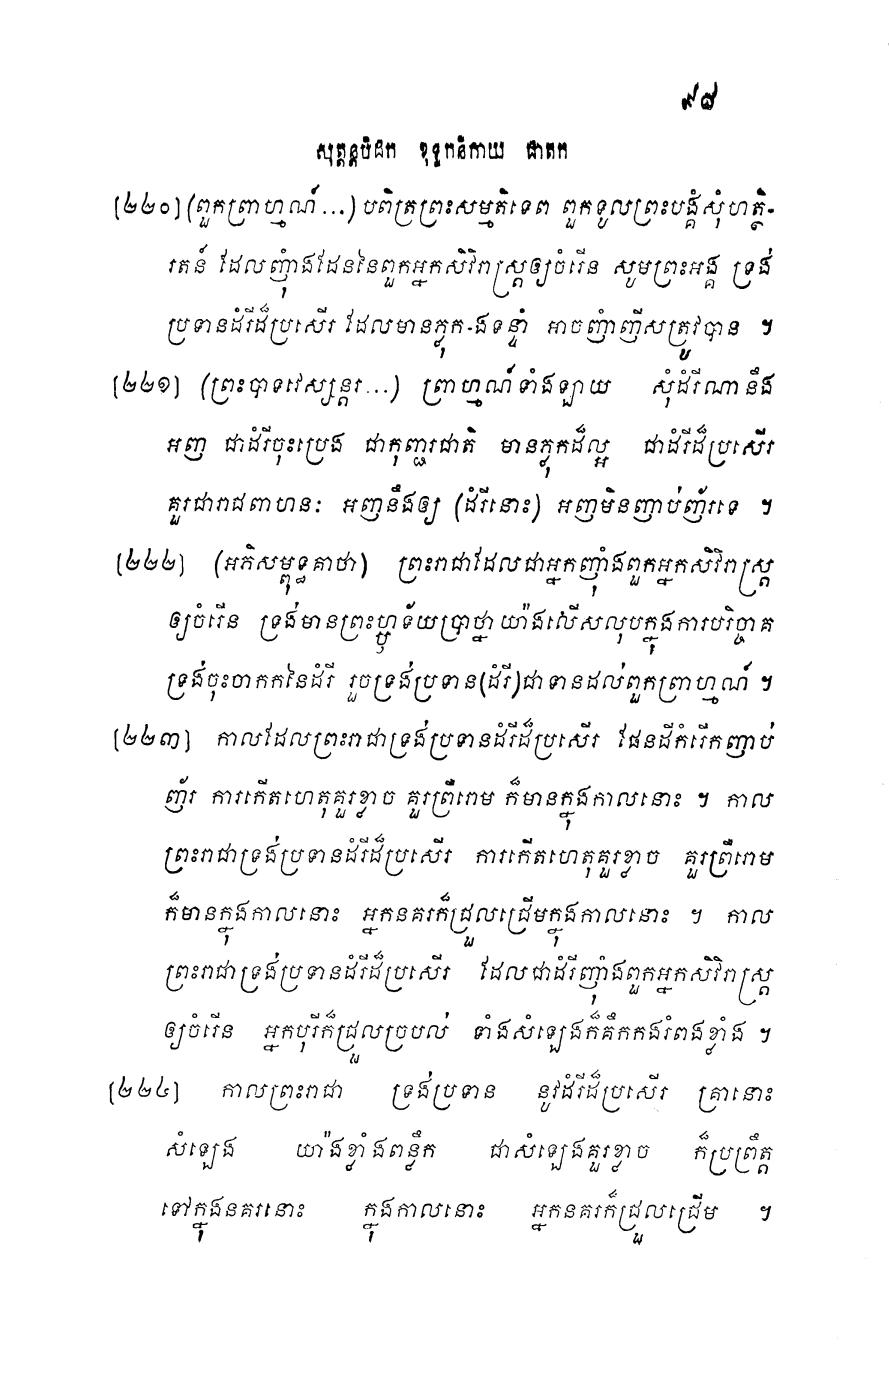 ៩៨
សុត្តន្តបិដក ខុទ្ទកនិកាយ ជាតក
[២២០] (ពួកព្រាហ្មណ៍...) បពិត្រព្រះសម្មតិទេព ពួកទូលព្រះបង្គំសុំហត្ថិ-
រតន៍ ដែលញុំាងដែននៃពួកអ្នកសិវិរាស្ត្រឲ្យចំរើន សូមព្រះអង្គ ទ្រង់
ប្រទានដំរីដ៏ប្រសើរ ដែលមានភ្លុក-ងទន្ទាំ អាចញំាញីសត្រូវបាន ។
[២២១] (ព្រះបាទវេស្សន្តរ...) ព្រាហ្មណ៍ទាំងឡាយ សុំដំរីណានឹង
អញ ជាដំរីចុះប្រេង ជាកុញ្ជរជាតិ មានភ្លុកដ៏ល្អ ជាដំរីដ៏ប្រសើរ
គួរជារាជពាហនៈ អញនឹងឲ្យ (ដំរីនោះ) អញមិនញាប់ញ័រទេ ។
[២២២] (អភិសម្ពុទ្ធគាថា) ព្រះរាជាដែលជាអ្នកញុំាងពួកអ្នកសិវិរាស្ត្រ
ឲ្យចំរើន ទ្រង់មានព្រះហ្ឫទ័យប្រាថ្នាយ៉ាងលើសលុបក្នុងការបរិច្ចាគ
ទ្រង់ចុះចាកកនៃដំរី រួចទ្រង់ប្រទាន(ដំរី)ជាទានដល់ពួកព្រាហ្មណ៍ ។
[២២៣] កាលដែលព្រះរាជាទ្រង់ប្រទានដំរីដ៏ប្រសើរ ផែនដីកំរើកញាប់
ញ័រ ការកើតហេតុគួរខ្លាច គួរព្រឺរោម ក៏មានក្នុងកាលនោះ ។ កាល
ព្រះរាជាទ្រង់ប្រទានដំរីដ៏ប្រសើរ ការកើតហេតុគួរខ្លាច គួរព្រឺរោម
ក៏មានក្នុងកាលនោះ អ្នកនគរក៏ជ្រួលជ្រើមក្នុងកាលនោះ ។ កាល
ព្រះរាជាទ្រង់ប្រទានដំរីដ៏ប្រសើរ ដែលជាដំរីញុំាងពួកអ្នកសិវិរាស្ត្រ
ឲ្យចំរើន អ្នកបុរីក៏ជ្រួលច្របល់ ទាំងសំឡេងក៏គឹកកងរំពងខ្លាំង ។
[២២៤] កាលព្រះរាជា ទ្រង់ប្រទាន នូវដំរីដ៏ប្រសើរ គ្រានោះ
សំឡេង យ៉ាងខ្លាំងពន្លឹក ជាសំឡេងគួរខ្លាច ក៏ប្រព្រឹត្ត
ទៅក្នុងនគរនោះ ក្នុងកាលនោះ អ្នកនគរក៏ជ្រួលជ្រើម ។